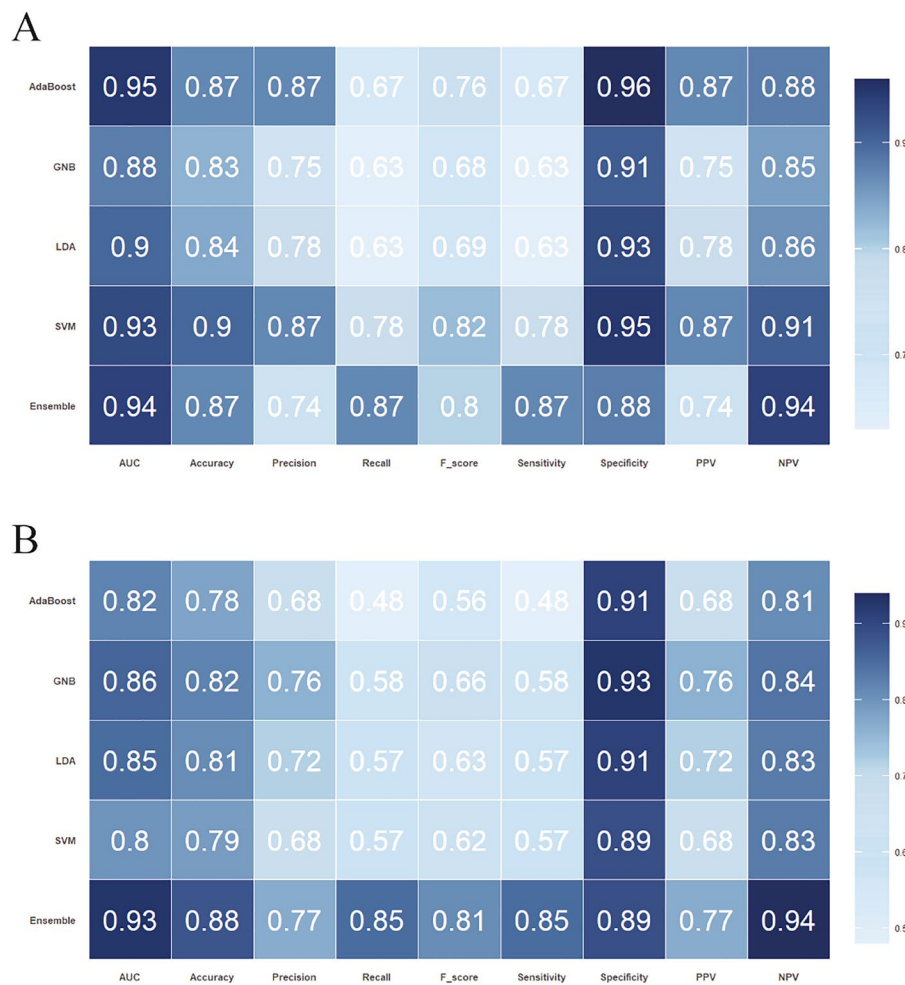 A
AdaBoost 0.95 0.87 0.87 0.67 0.76 0.67 0.96 0.87 0.88
GNB 0.88 0.83 0.75 0.63 0.68 0.63 0.91 0.75 0.85
LDA 0.9 0.84 0.78 0.63 0.69 0.63 0.93 0.78 0.86
SVM 0.93 0.9 0.87 0.78 0.82 0.78 0.95 0.87 0.91
Ensemble 0.94 0.87 0.74 0.87 0.8 0.87 0.88 0.74 0.94
AUC Accuracy Precision Recall F_score Sensitivity Specificity PPV NPV
B
AdaBoost 0.82 0.78 0.68 0.48 0.56 0.48 0.91 0.68 0.81
GNB 0.86 0.82 0.76 0.58 0.66 0.58 0.93 0.76 0.84
LDA 0.85 0.81 0.72 0.57 0.63 0.57 0.91 0.72 0.83
SVM 0.8 0.79 0.68 0.57 0.62 0.57 0.89 0.68 0.83
Ensemble 0.93 0.88 0.77 0.85 0.81 0.85 0.89 0.77 0.94
AUC Accuracy Precision Recall F_score Sensitivity Specificity PPV NPV